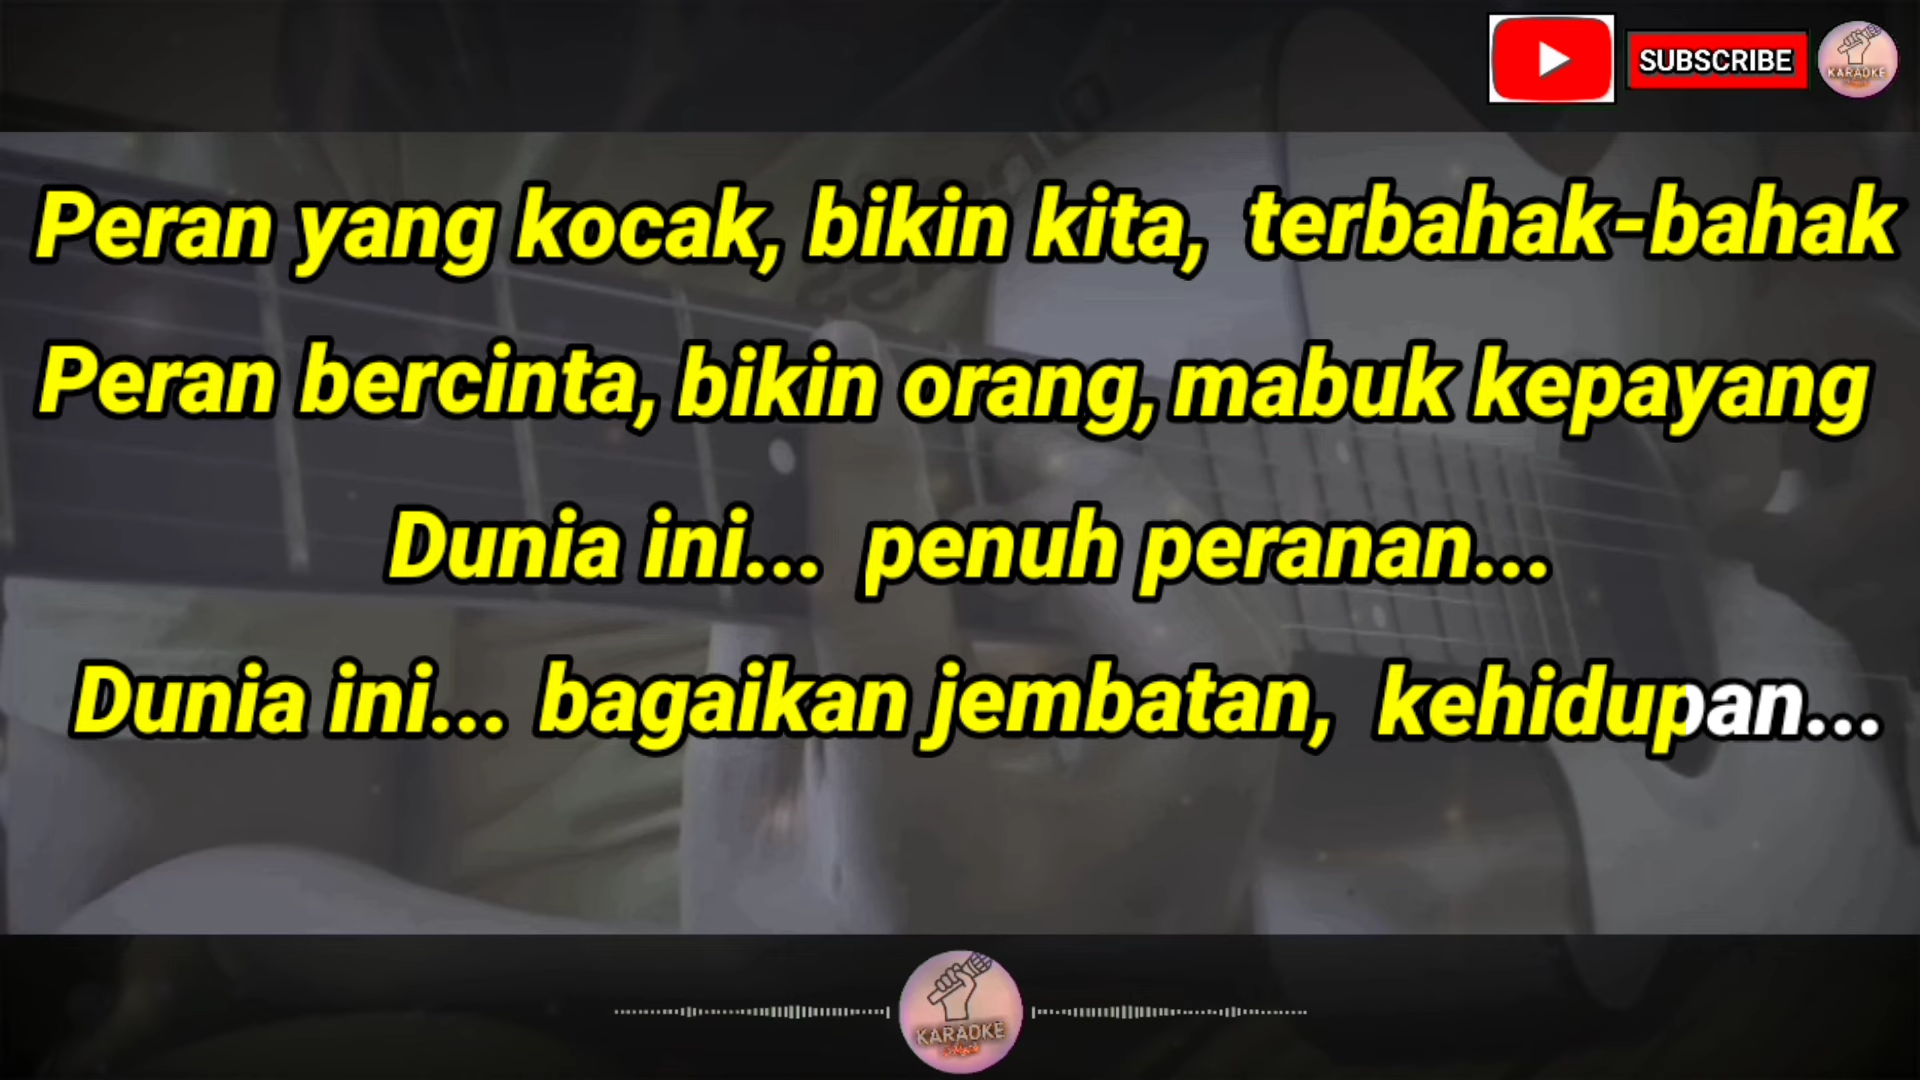 SUBSCRIBE
KARAOKE
Peran yang kocak, bikin kita, terbahak-bahak
Peran bercinta, bikin orang, mabuk kepayang
Dunia ini... penuh peranan...
Dunia ini... bagaikan jembatan, kehidupan...
KARAOKE